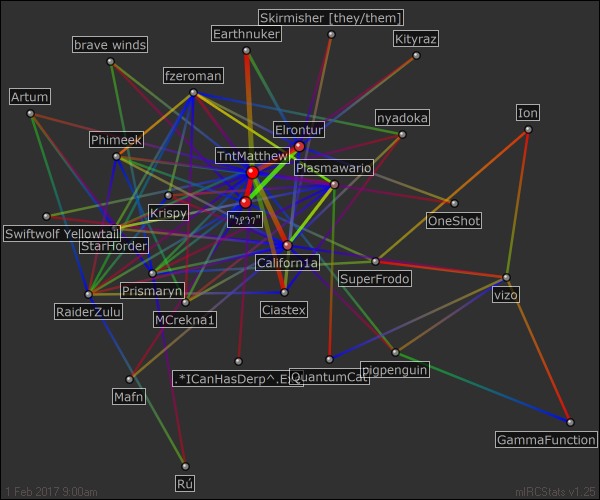 Skirmisher [they/them]
Earthnuker
brave winds
Kityraz
fzeroman
Artum
Ion
nyadoka
Elrontur
Phimeek
TntMatthew
Plasmawario
Krispy
OneShot
Swiftwolf Yellowtail
StarHorder
Californ1a
SuperFrodo
Prismaryn
vizo
RaiderZulu
MCrekna1
Ciastex
.*ICanHasDerp^.Ex
QuantumCat
pigpenguin
Mafn
GammaFunction
Rú
1 Feb 2017 9:00am
mIRCStats v1.25